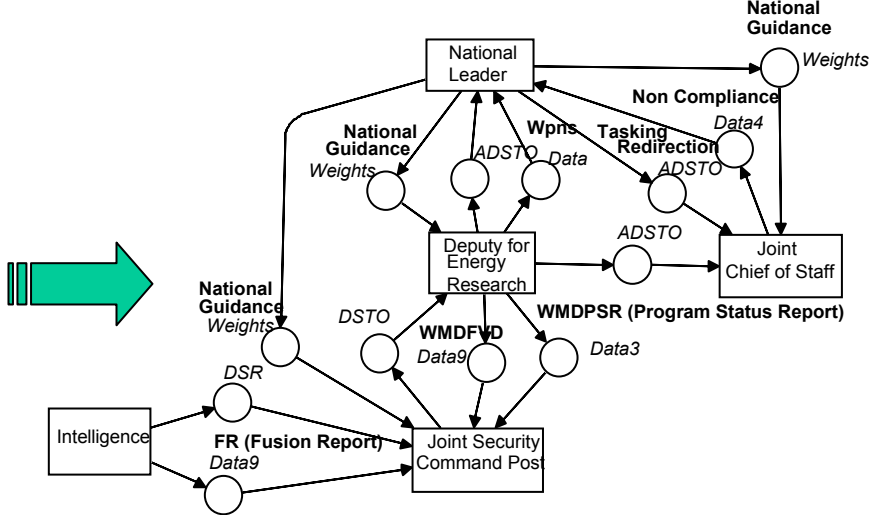 National
Guidance
Weights
National
Leader
Non Compliance
Data4
Wpns
Data
Tasking
Redirection
ADSTO
National
Guidance
Weights
ADSTO
ADSTO
Deputy for
Energy
Research
Joint
Chief of Staff
National
Guidance
Weights
DSTO
WMDFVD
Data9
WMDPSR (Program Status Report)
Data3
DSR
Intelligence
FR (Fusion Report)
Data9
Joint Security
Command Post